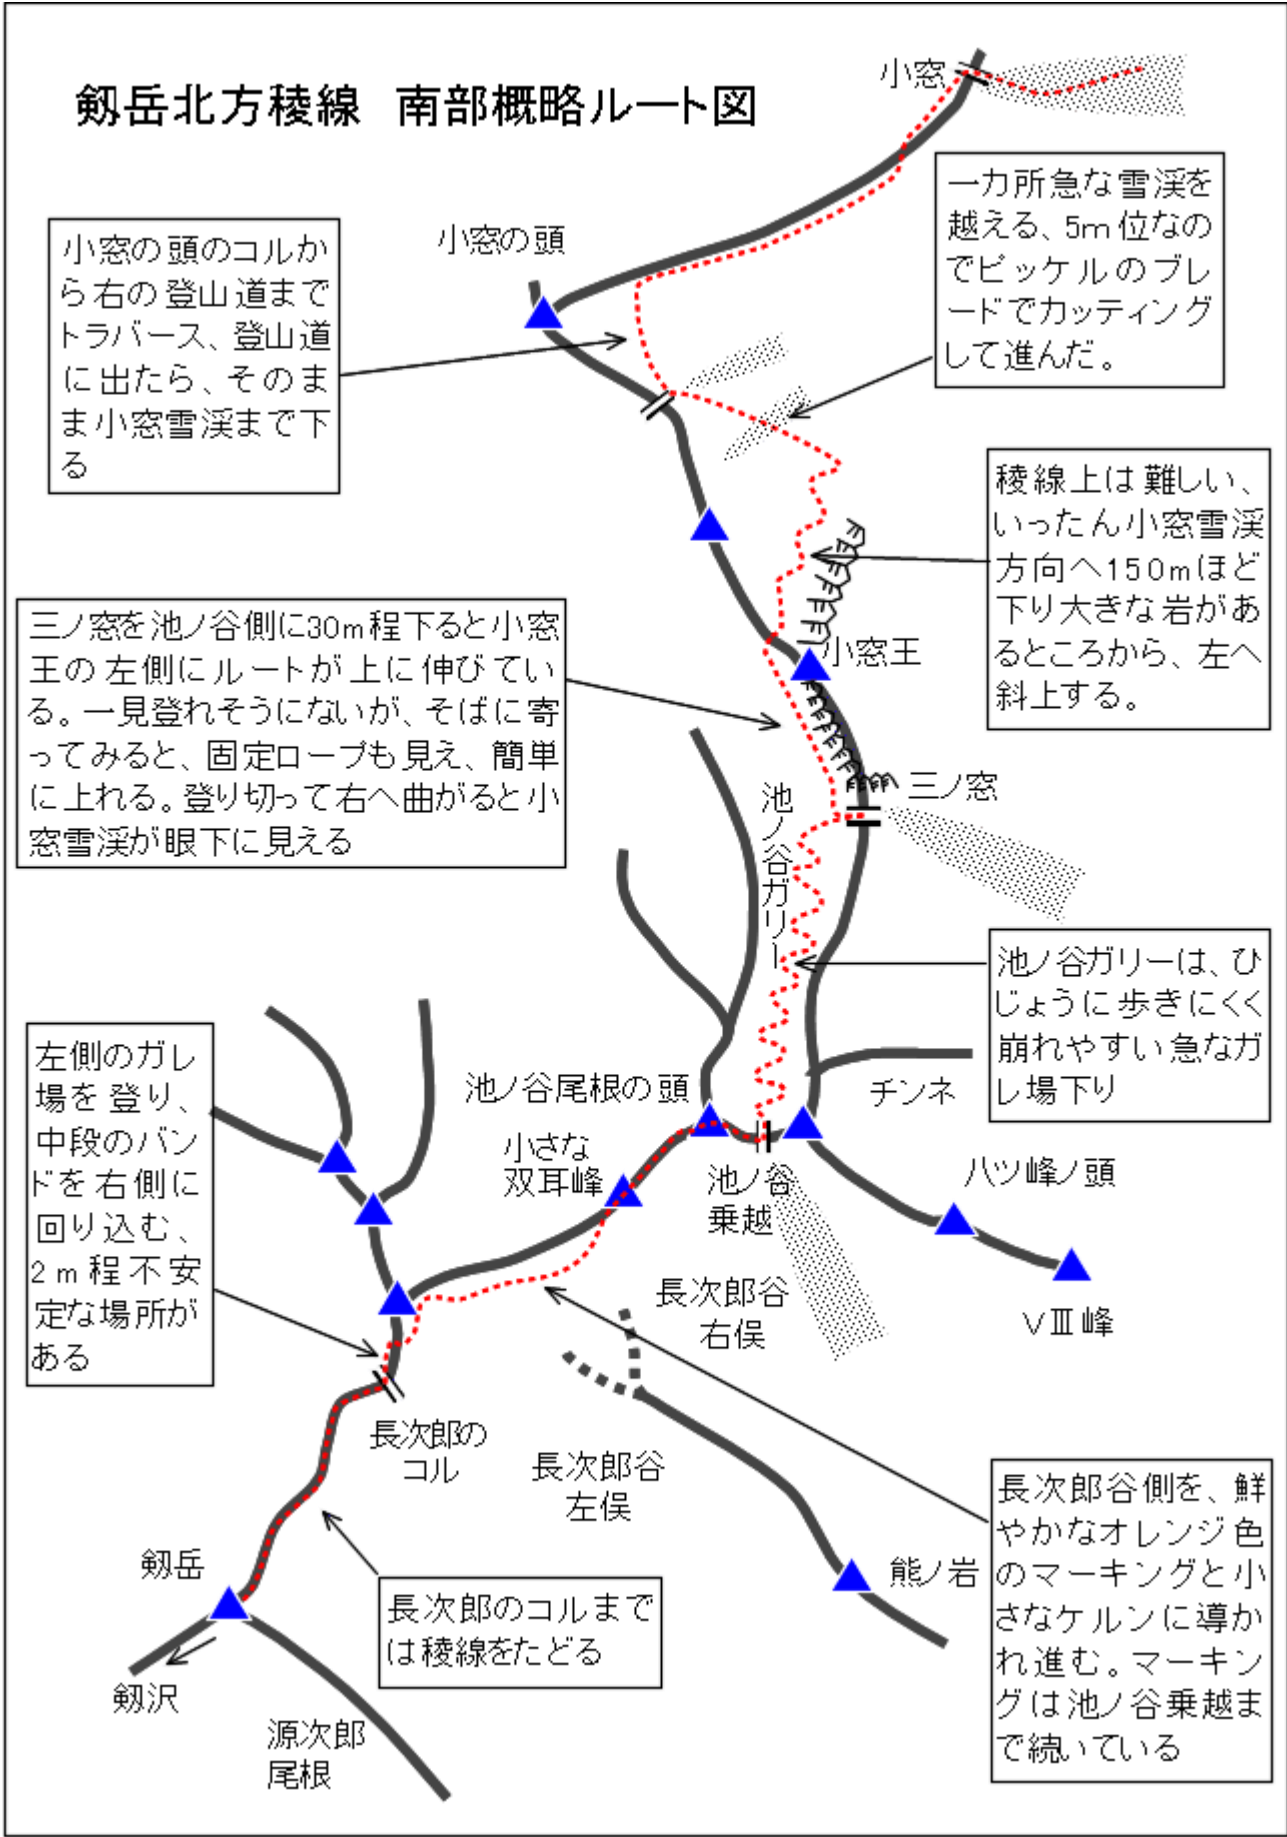 剱岳北方稜線 南部概略ルート図
小窓
一カ所急な雪渓を
越える、5m位なの
でピッケルのブレ
ードでカッティング
して進んだ。
小窓の頭
小窓の頭のコルか
ら右の登山道まで
トラバース、登山道
に出たら、そのま
ま小窓雪渓まで下
る
稜線上は難しい、
いったん小窓雪渓
方向へ150mほど
下り大きな岩があ
るところから、左へ
斜上する。
三ノ窓を池ノ谷側に30m程下ると小窓
王の左側にルートが上に伸びてい
る。一見登れそうにないが、そばに寄
ってみると、固定ロープも見え、簡単
に上れる。登り切って右へ曲がると小
窓雪渓が眼下に見える
小窓王
三ノ窓
池ノ谷ガリー
池ノ谷ガリーは、ひ
じょうに歩きにくく
崩れやすい急なガ
レ場下り
左側のガレ
場を登り、
中段のバン
ドを右側に
回り込む、
2m程不安
定な場所が
ある
池ノ谷尾根の頭
チンネ
小さな
双耳峰
池ノ谷
乗越
八ツ峰ノ頭
長次郎谷
右俣
VⅢ峰
長次郎の
コル
長次郎谷
左俣
長次郎谷側を、鮮
やかなオレンジ色
のマーキングと小
さなケルンに導か
れ進む。マーキン
グは池ノ谷乗越ま
で続いている
剱岳
熊ノ岩
長次郎のコルまで
は稜線をたどる
剱沢
源次郎
尾根